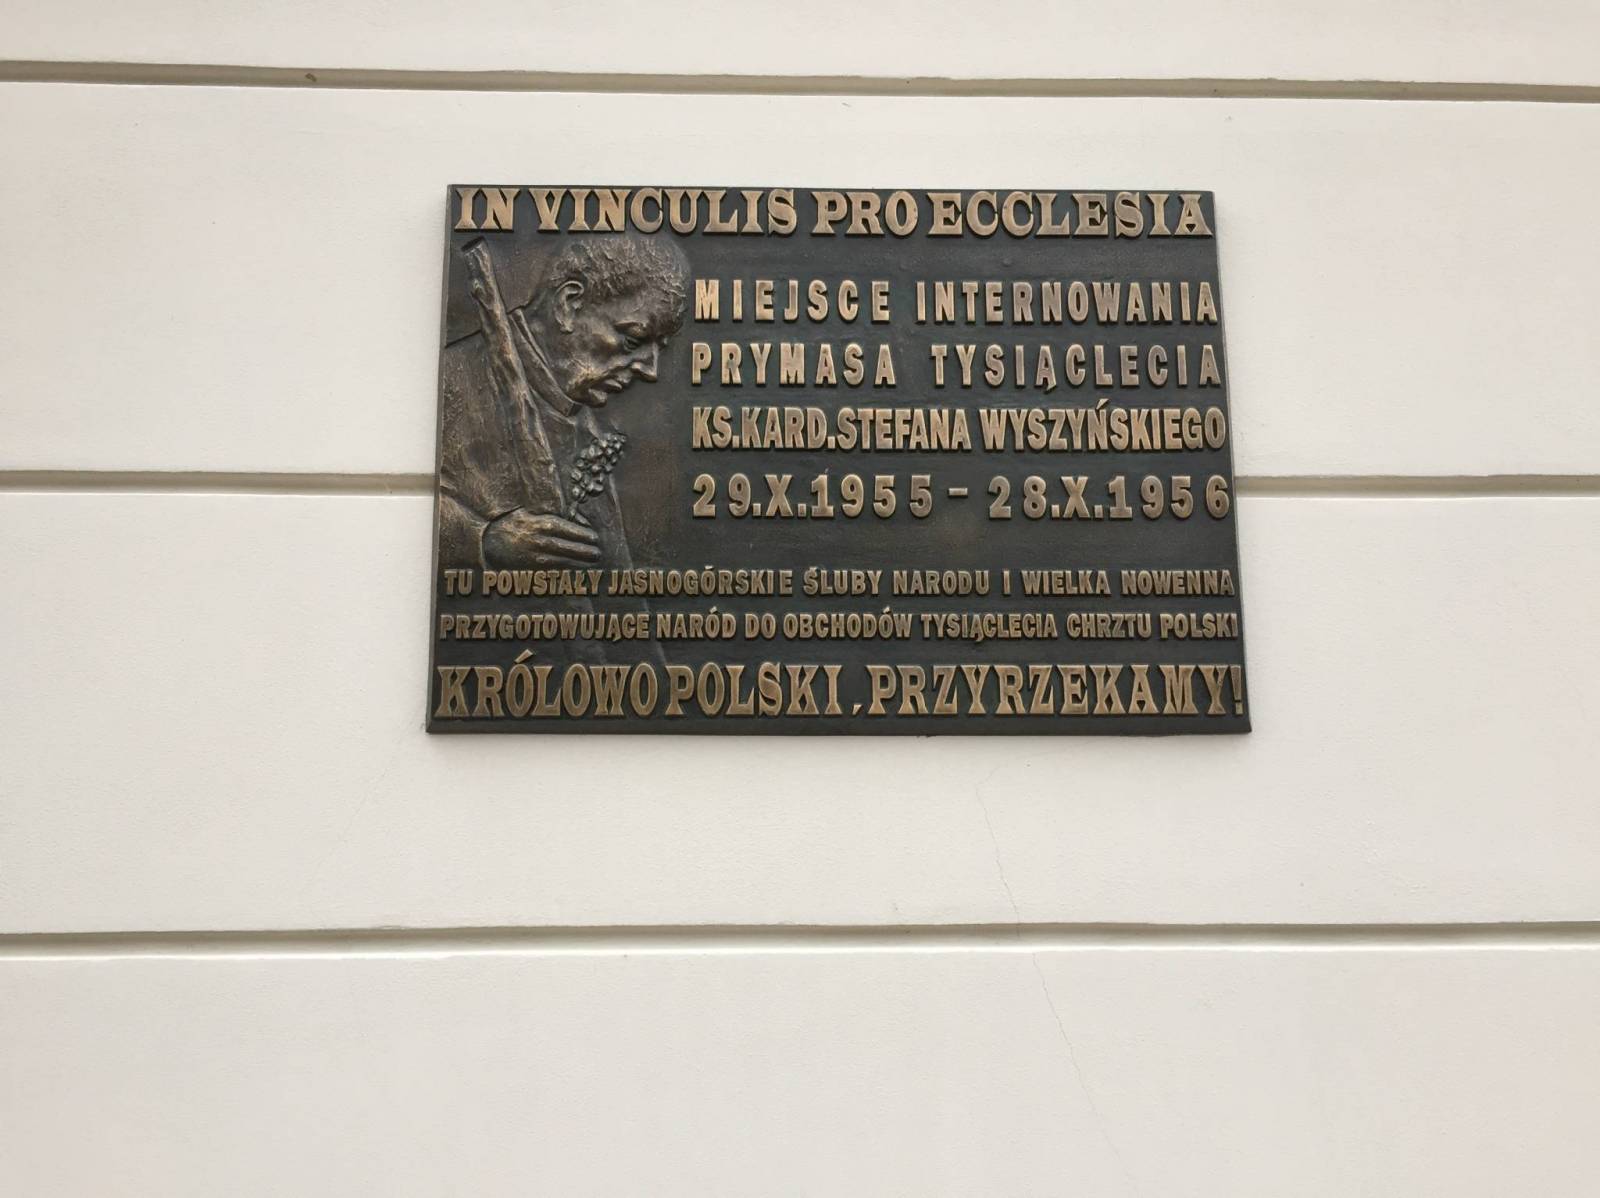 IN VINCULIS PRO ECCLESIA
MIEJSCE INTERNOWANIA
PRYMASA TYSIĄCLECIA
KS.KARD.STEFANA WYSZYŃSKIEGO
29.X.1955 - 28.X.1956
TU POWSTAŁY JASNOGÓRSKIE ŚLUBY NARODU I WIELKA NOWENNA
PRZYGOTOWUJĄCE NARÓD DO OBCHODÓW TYSIĄCLECIA CHRZTU POLSKI
KRÓLOWO POLSKI, PRZYRZEKAMY!